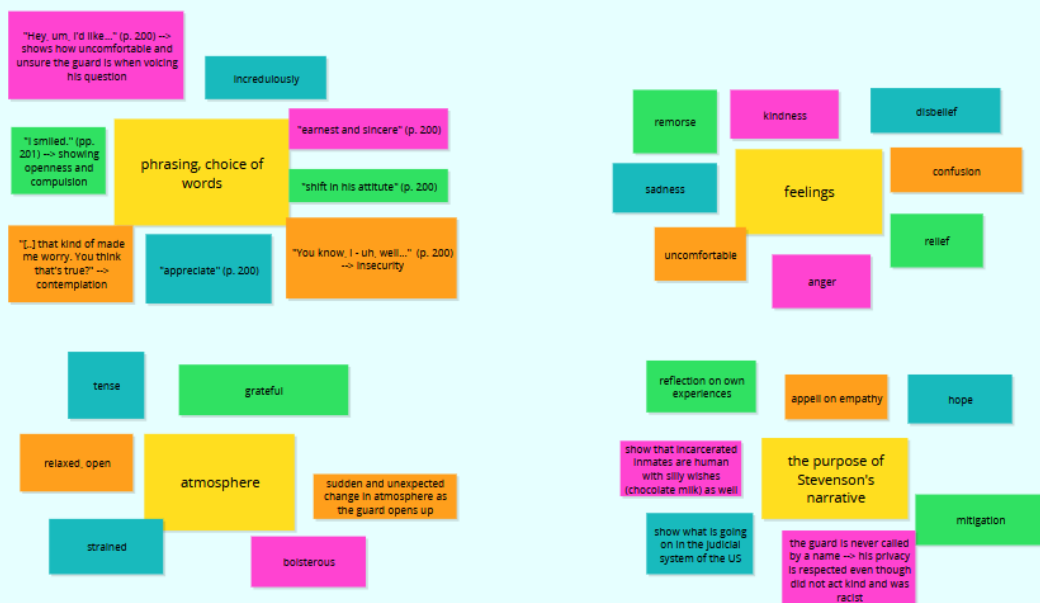 "Hey, um, I'd like..." (p. 200) -->
shows how uncomfortable and
unsure the guard is when voicing
his question
incredulously
"I smiled." (pp.
201) --> showing
openness and
compulsion
phrasing, choice of
words
"earnest and sincere" (p. 200)
"shift in his attitute" (p. 200)
"[..] that kind of made
me worry. You think
that's true?" -->
contemplation
"appreciate" (p. 200)
"You know, I - uh, well..." (p. 200)
--> insecurity
remorse
kindness
disbelief
sadness
feelings
confusion
uncomfortable
relief
anger
tense
grateful
relaxed, open
atmosphere
sudden and unexpected
change in atmosphere as
the guard opens up
strained
boisterous
reflection on own
experiences
appell on empathy
hope
show that incarcerated
inmates are human
with silly wishes
(chocolate milk) as well
the purpose of
Stevenson's
narrative
mitigation
show what is going
on in the judicial
system of the US
the guard is never called
by a name --> his privacy
is respected even though
did not act kind and was
racist